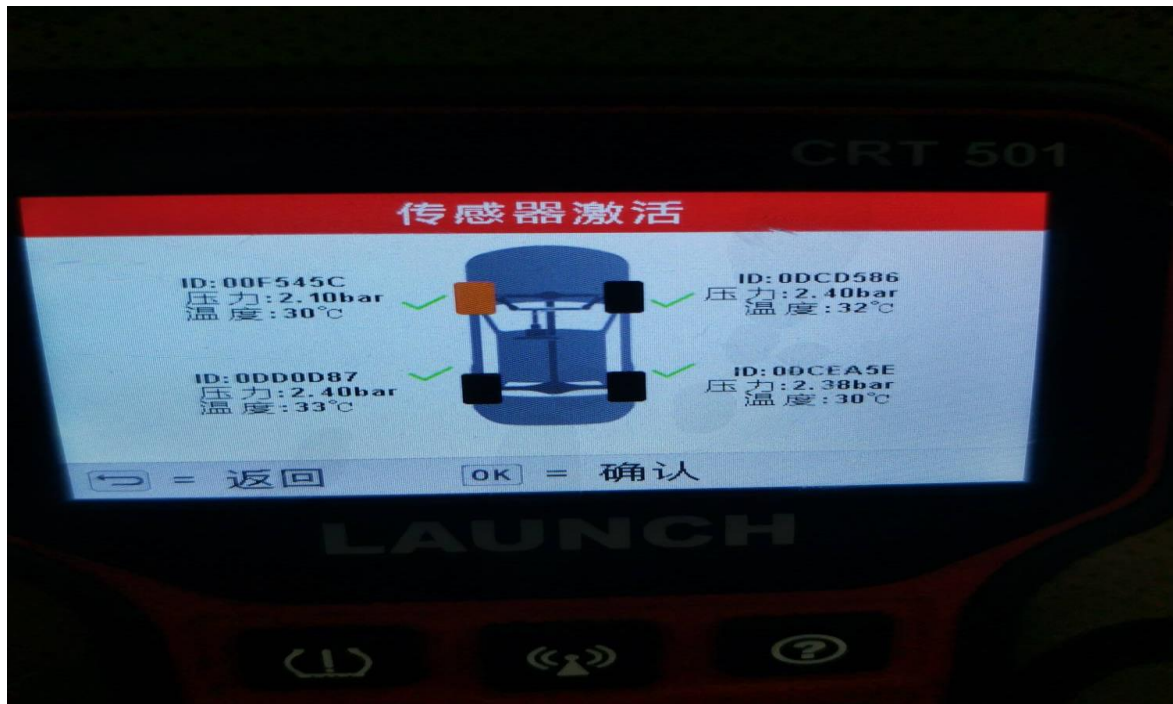 CRT 501
传感器激活
ID:00F545C
压力:2.10bar
温度:30℃
ID:0DCD586
压力:2.40bar
温度:32℃
ID:0DD0D87
压力:2.40bar
温度:33℃
ID:0DCEA5E
压力:2.38bar
温度:30℃
= 返回
OK = 确认
LAUNCH